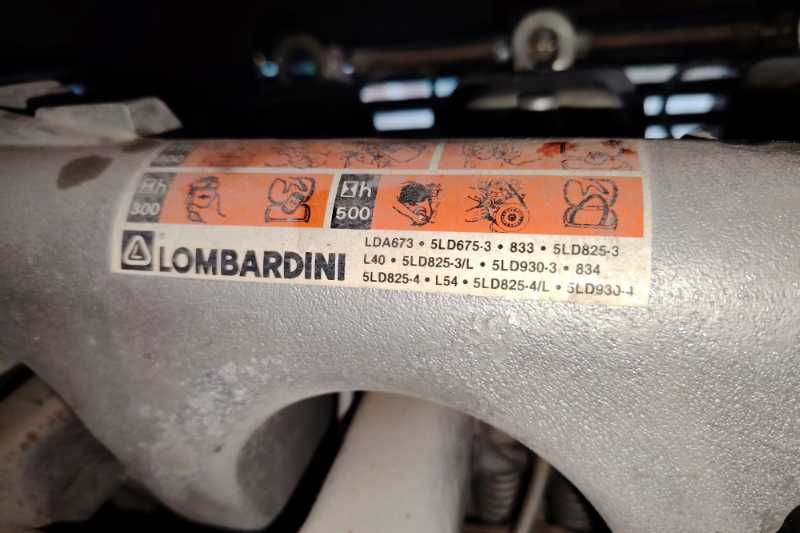 h h
300 500
LOMBARDINI
LDA673 • 5LD675-3 • 833 • 5LD825-3
L40 • 5LD825-3/L • 5LD930-3 • 834
5LD825-4 • L54 • 5LD825-4/L • 5LD930-4